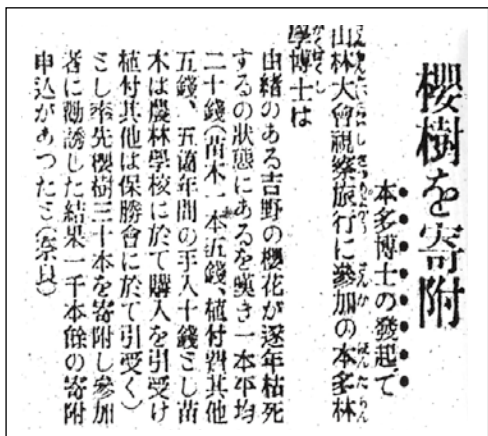 櫻樹を寄附
本多博士の發起で
山林大會視察旅行に參加の本多林
學博士は
由緒のある吉野の櫻花が逐年枯死
するの狀態にあるを嘆き一本平均
二十錢(苗木一本五錢、植付費其他
五錢、五箇年間の手入十錢とし苗
木は農林學校に於て購入を引受け
植付其他は保勝會に於て引受く)
とし率先櫻樹三十本を寄附し參加
者に勸誘した結果一千本餘の寄附
申込があつたと(奈良)